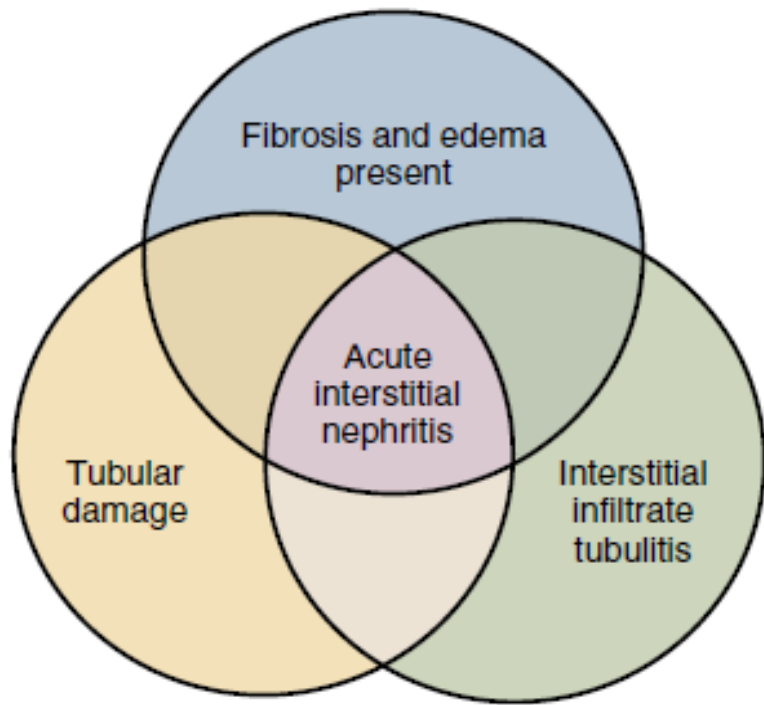 Fibrosis and edema
present
Acute
interstitial
nephritis
Tubular
damage
Interstitial
infiltrate
tubulitis